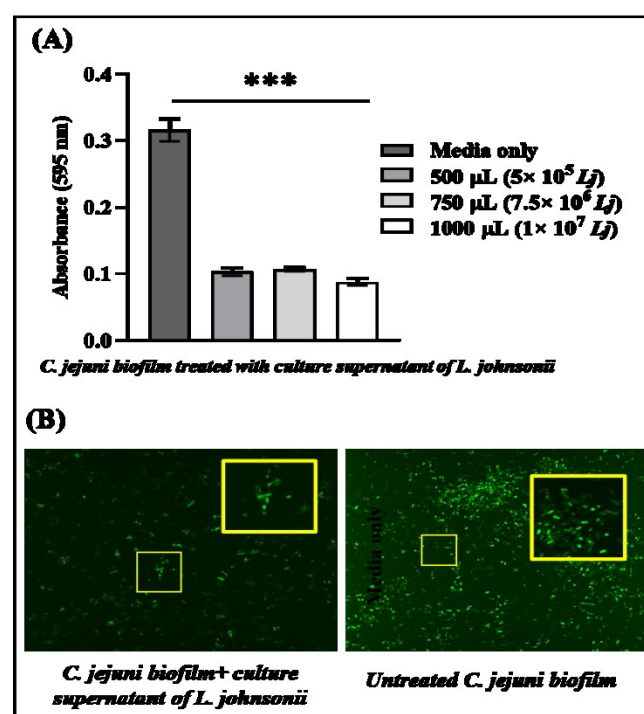 (A)
0.4
0.3
0.2
0.1
0.0
Absorbance (595 nm)
***
Media only
500 μL (5× 10⁵ Lj)
750 μL (7.5× 10⁶ Lj)
1000 μL (1× 10⁷ Lj)
C. jejuni biofilm treated with culture supernatant of L. johnsonii
(B)
Media only
C. jejuni biofilm+ culture
supernatant of L. johnsonii
Untreated C. jejuni biofilm